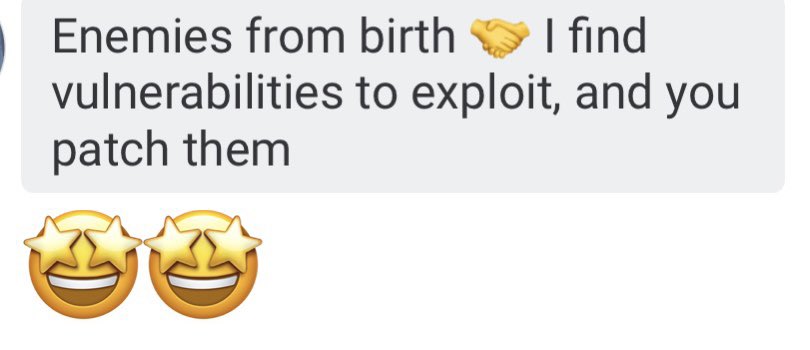 Enemies from birth 🤝 I find
vulnerabilities to exploit, and you
patch them
🤩🤩